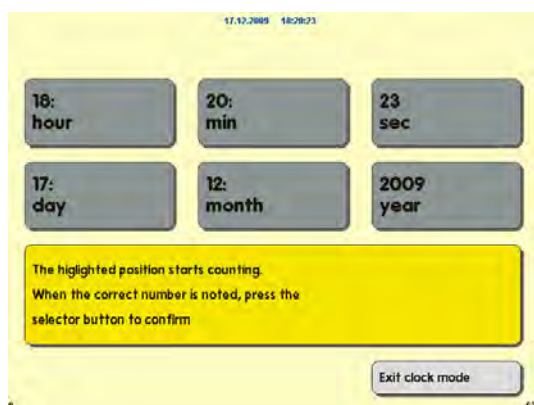 17.12.2009 18:20:23
18:
hour
20:
min
23
sec
17:
day
12:
month
2009
year
The higlighted position starts counting.
When the correct number is noted, press the
selector button to confirm
Exit clock mode